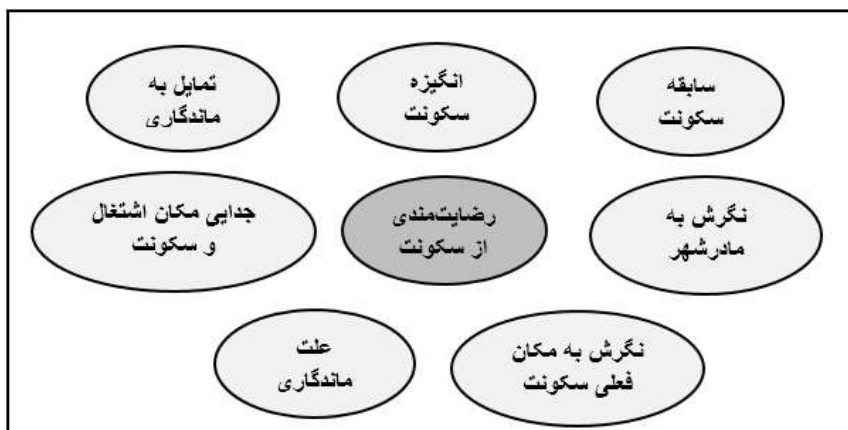 سابقه
سکونت
انگیزه
سکونت
تمایل به
ماندگاری
نگرش به
مادرشهر
رضایت‌مندی
از سکونت
جدایی مکان اشتغال
و سکونت
نگرش به مکان
فعلی سکونت
علت
ماندگاری